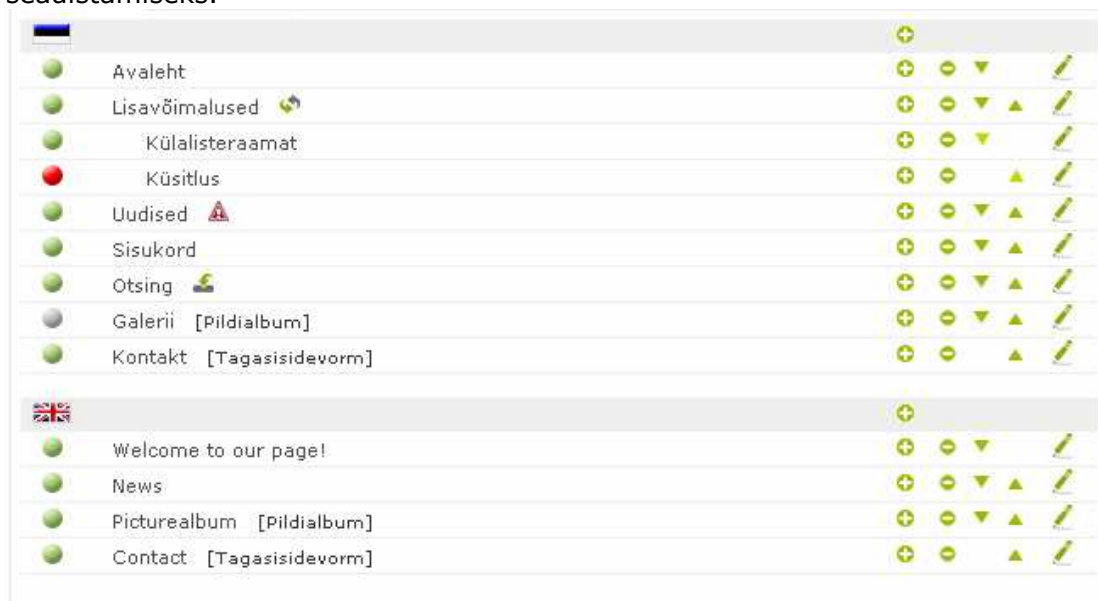 seadistamiseks.
Avaleht
Lisavõimalused
Külalisteraamat
Küsitlus
Uudised
Sisukord
Otsing
Galerii [Pildialbum]
Kontakt [Tagasisidevorm]
Welcome to our page!
News
Picturealbum [Pildialbum]
Contact [Tagasisidevorm]